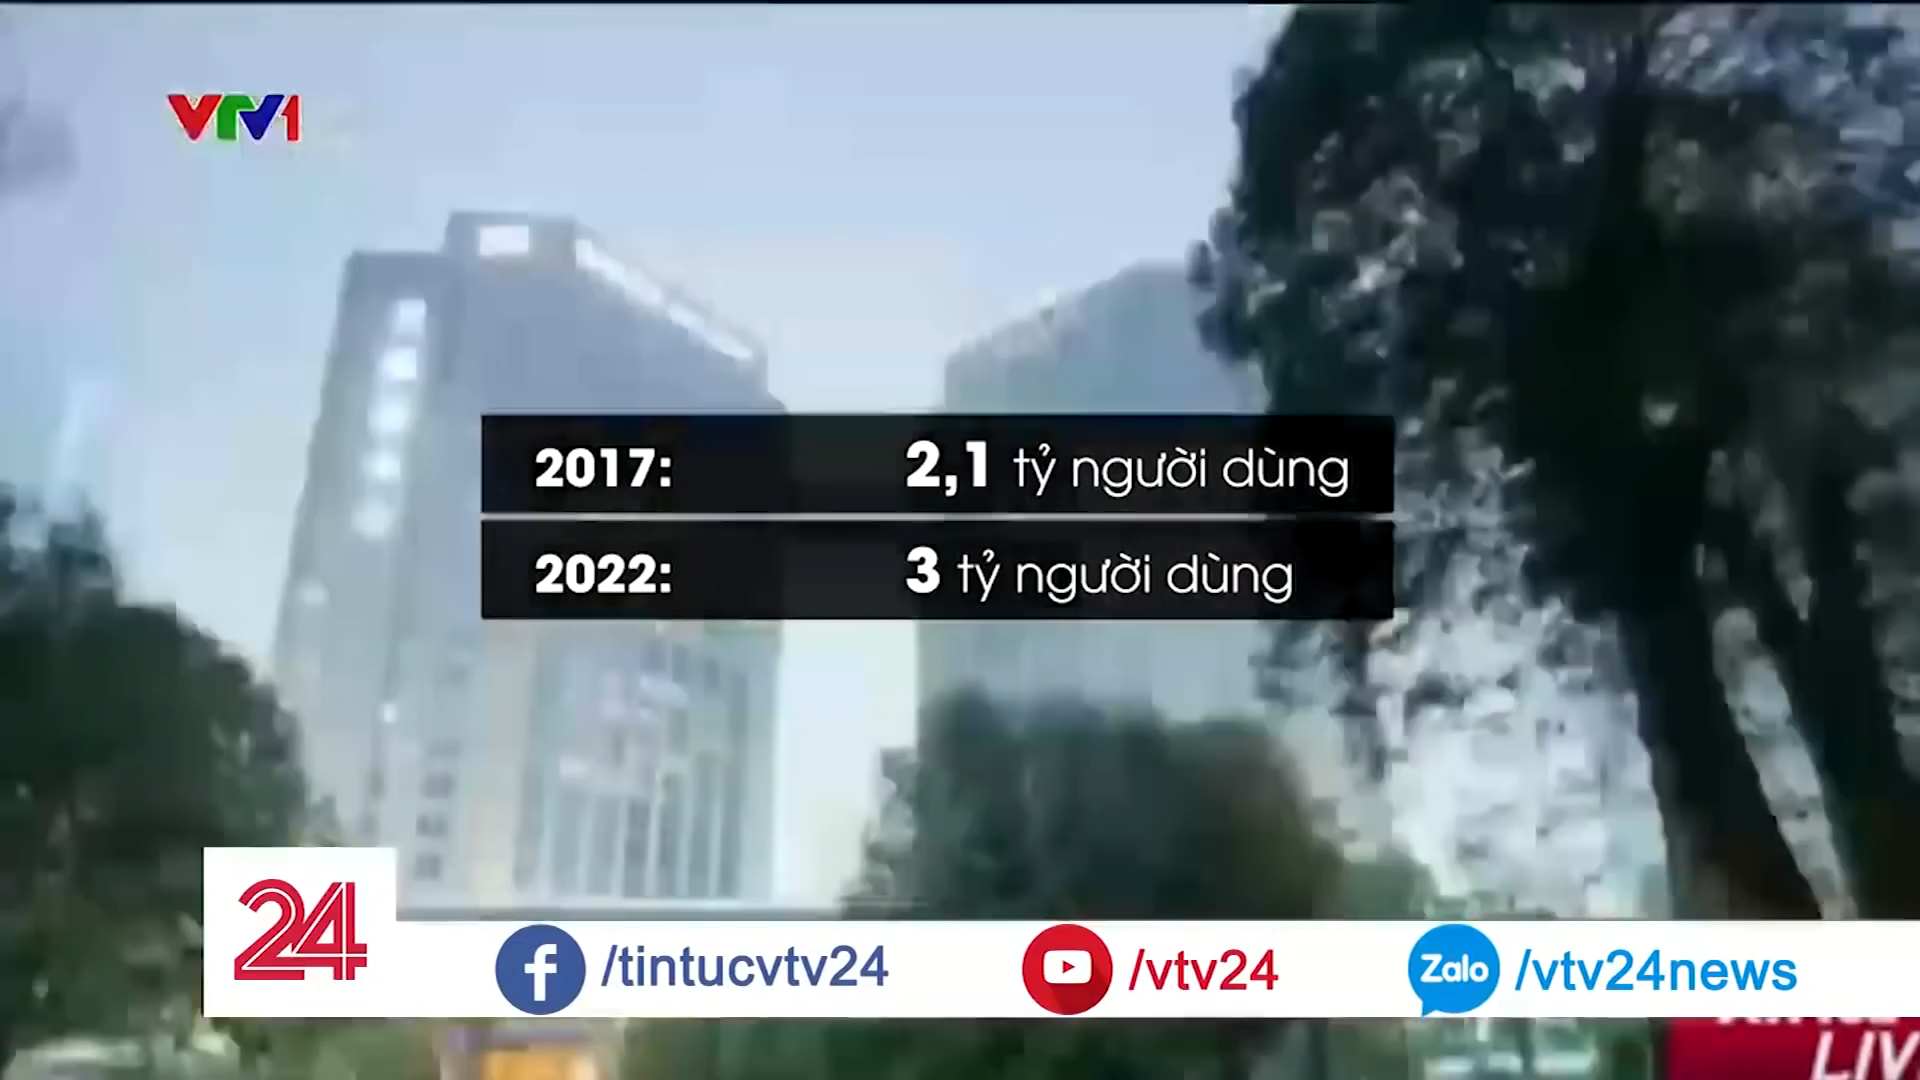 VTV1
2017: 2,1 tỷ người dùng
2022: 3 tỷ người dùng
24
/tintucvtv24
/vtv24
Zalo /vtv24news
LIV